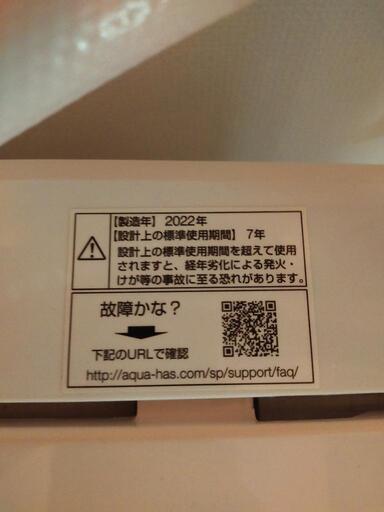 【製造年】 2022年
【設計上の標準使用期間】 7年
設計上の標準使用期間を超えて使用
されますと、経年劣化による発火・
けが等の事故に至る恐れがあります。
故障かな？
下記のURLで確認
http://aqua-has.com/sp/support/faq/